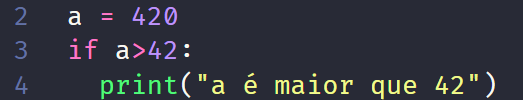 2 a = 420
3 if a>42:
4 print("a é maior que 42")